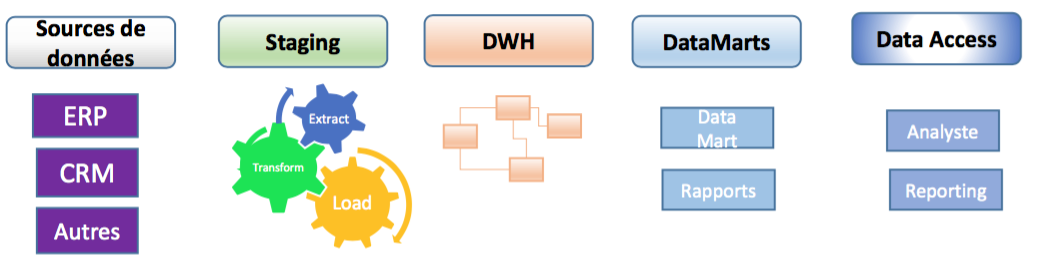 Sources de
données
Staging
DWH
DataMarts
Data Access
ERP
CRM
Autres
Extract
Transform
Load
Data
Mart
Rapports
Analyste
Reporting